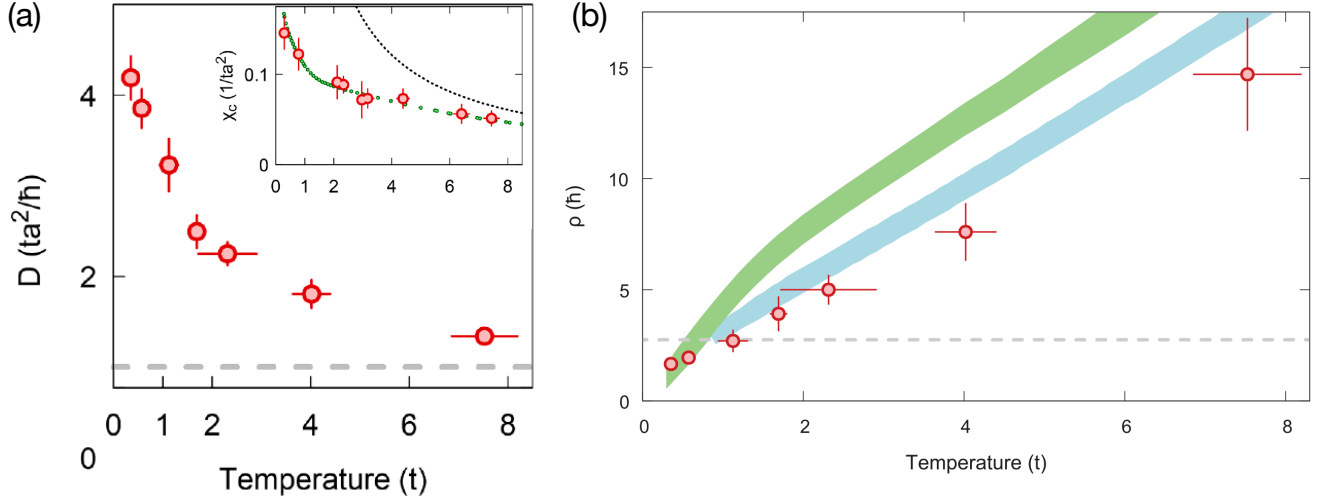 (a)
D (ta²/ħ)
4
2
0
0 1 2 4 6 8
Temperature (t)
χc (1/ta²)
0.1
0
0 1 2 4 6 8
(b)
ρ (ħ)
15
10
5
0
0 2 4 6 8
Temperature (t)